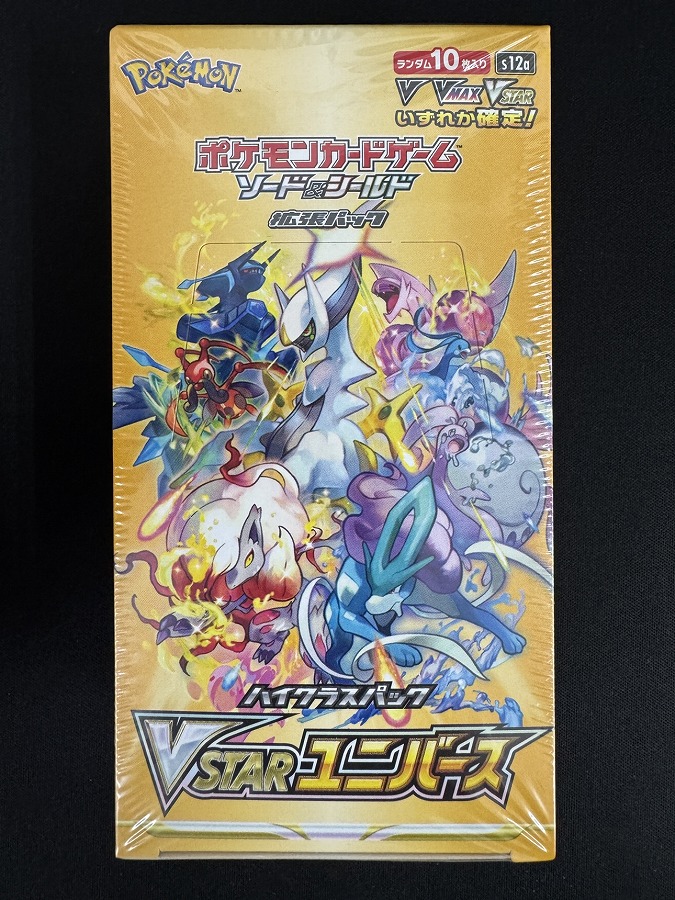 Pokémon
ランダム10枚入り s12a
V VMAX VSTAR
いずれか確定!
ポケモンカードゲーム
ソード&シールド
拡張パック
ハイクラスパック
VSTARユニバース